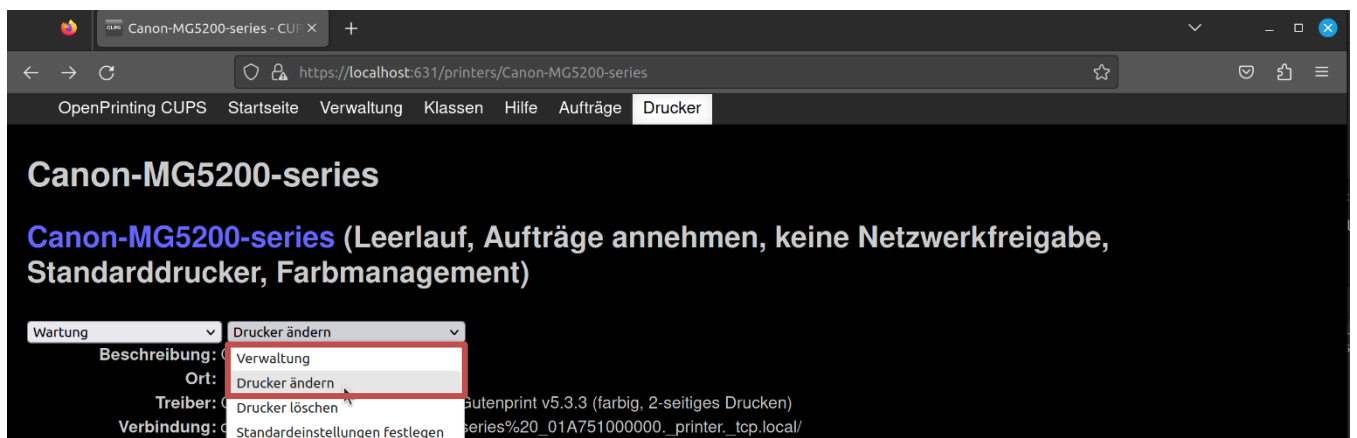 CUPS Canon-MG5200-series - CUP
https://localhost:631/printers/Canon-MG5200-series
OpenPrinting CUPS Startseite Verwaltung Klassen Hilfe Aufträge Drucker
Canon-MG5200-series
Canon-MG5200-series (Leerlauf, Aufträge annehmen, keine Netzwerkfreigabe,
Standarddrucker, Farbmanagement)
Wartung Drucker ändern
Beschreibung:
Verwaltung
Ort:
Drucker ändern
Treiber: Gutenprint v5.3.3 (farbig, 2-seitiges Drucken)
Drucker löschen
Verbindung: series%20_01A751000000._printer._tcp.local/
Standardeinstellungen festlegen